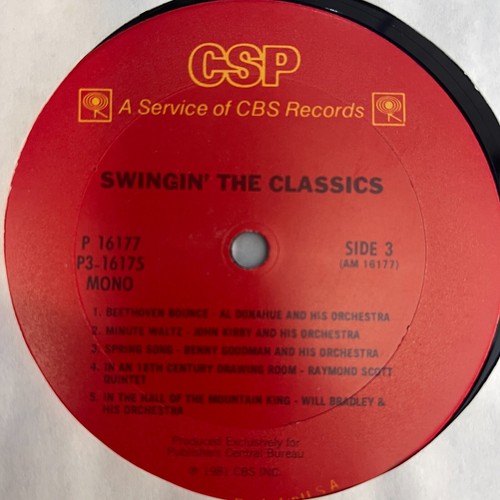 CSP
A Service of CBS Records
SWINGIN' THE CLASSICS
P 16177
P3-16175
MONO
SIDE 3
(AM 16177)
1. BEETHOVEN BOUNCE - AL DONAHUE AND HIS ORCHESTRA
2. MINUTE WALTZ - JOHN KIRBY AND HIS ORCHESTRA
3. SPRING SONG - BENNY GOODMAN AND HIS ORCHESTRA
4. IN AN 18TH CENTURY DRAWING ROOM - RAYMOND SCOTT
QUINTET
5. IN THE HALL OF THE MOUNTAIN KING - WILL BRADLEY &
HIS ORCHESTRA
Produced Exclusively for
Publishers Central Bureau
℗ 1981 CBS INC.
U.S.A.